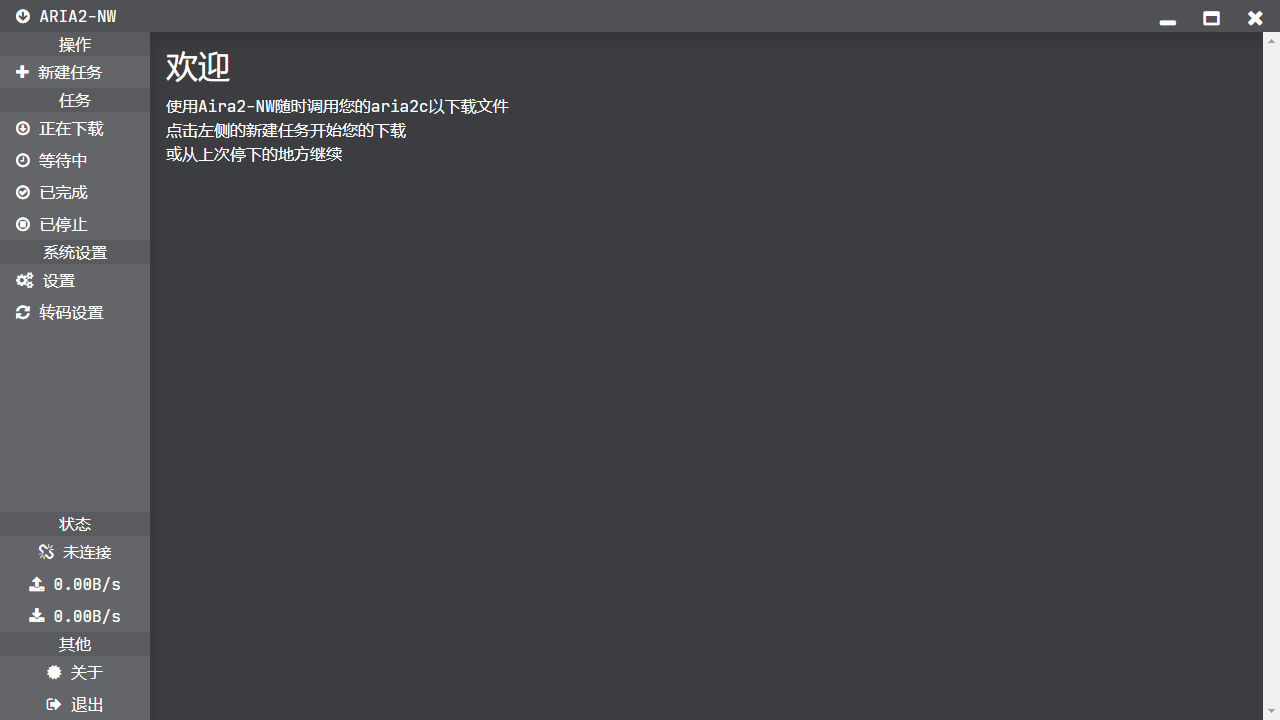 ARIA2-NW
操作
新建任务
任务
正在下载
等待中
已完成
已停止
系统设置
设置
转码设置
状态
未连接
0.00B/s
0.00B/s
其他
关于
退出
欢迎
使用Aira2-NW随时调用您的aria2c以下载文件
点击左侧的新建任务开始您的下载
或从上次停下的地方继续